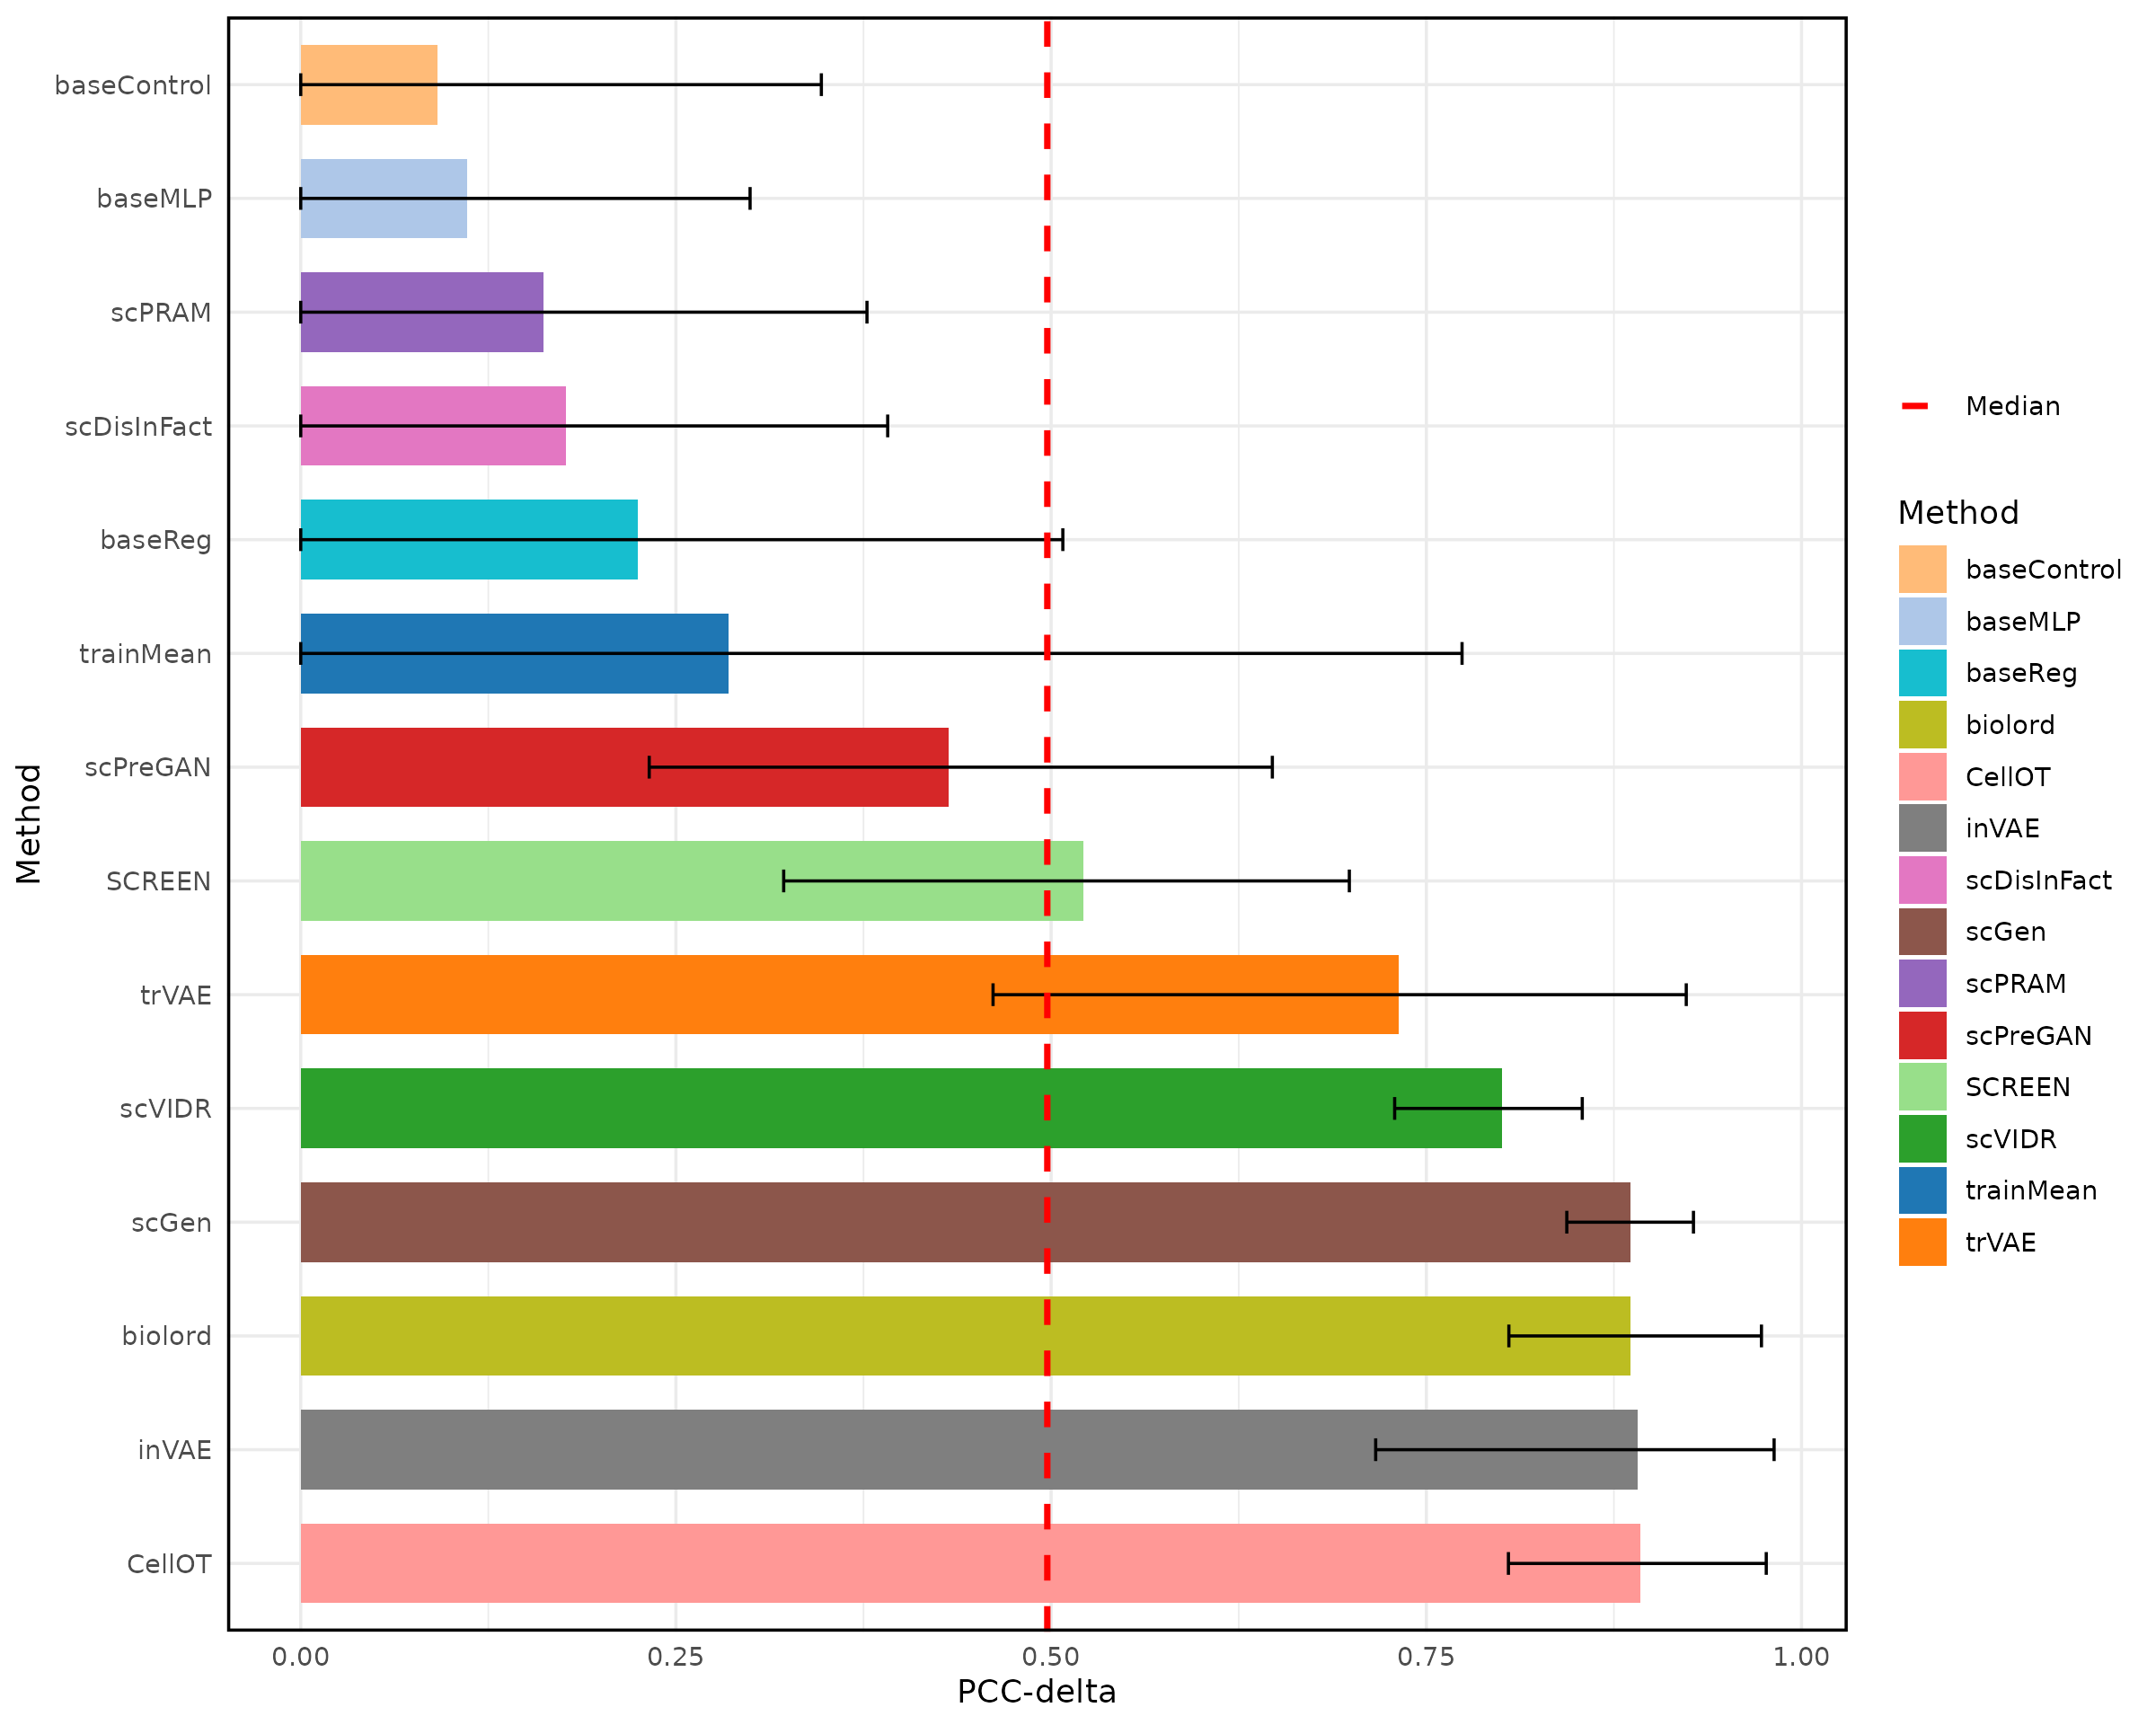 Method
baseControl
baseMLP
scPRAM
scDisInFact
baseReg
trainMean
scPreGAN
SCREEN
trVAE
scVIDR
scGen
biolord
inVAE
CellOT
0.00 0.25 0.50 0.75 1.00
PCC-delta
Median
Method
baseControl
baseMLP
baseReg
biolord
CellOT
inVAE
scDisInFact
scGen
scPRAM
scPreGAN
SCREEN
scVIDR
trainMean
trVAE